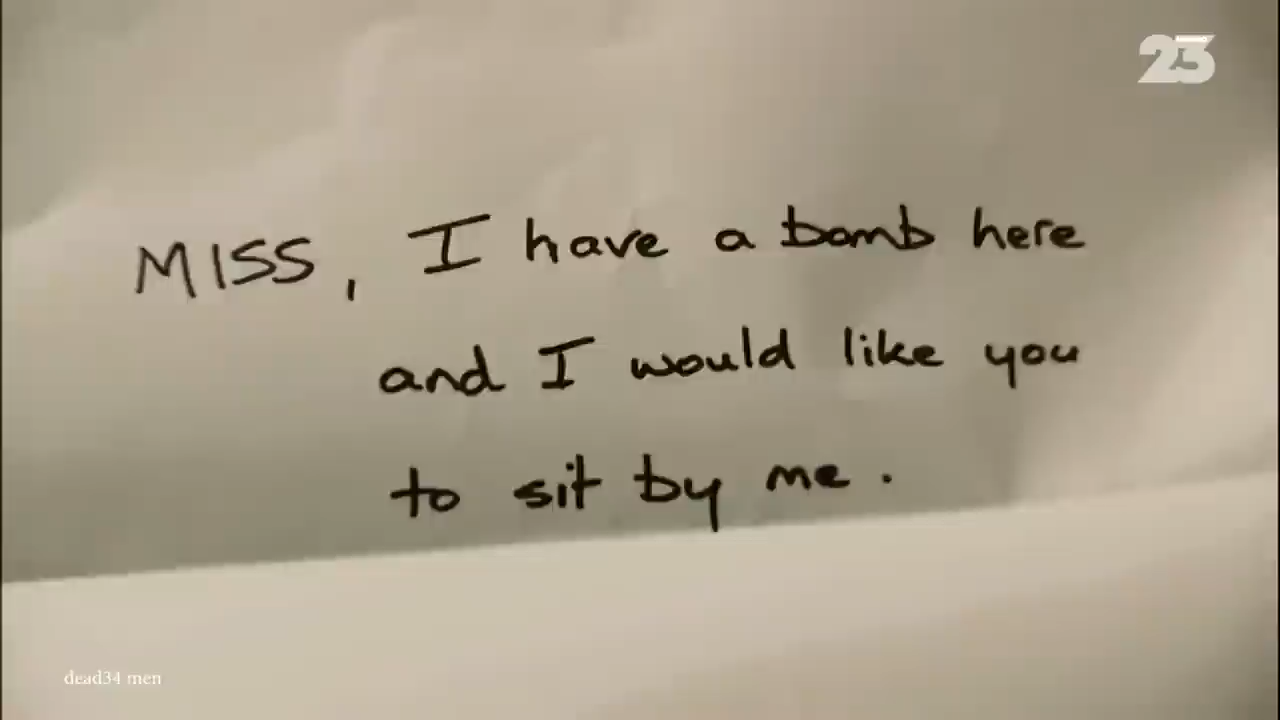 23
MISS, I have a bomb here
and I would like you
to sit by me.
dead34 men